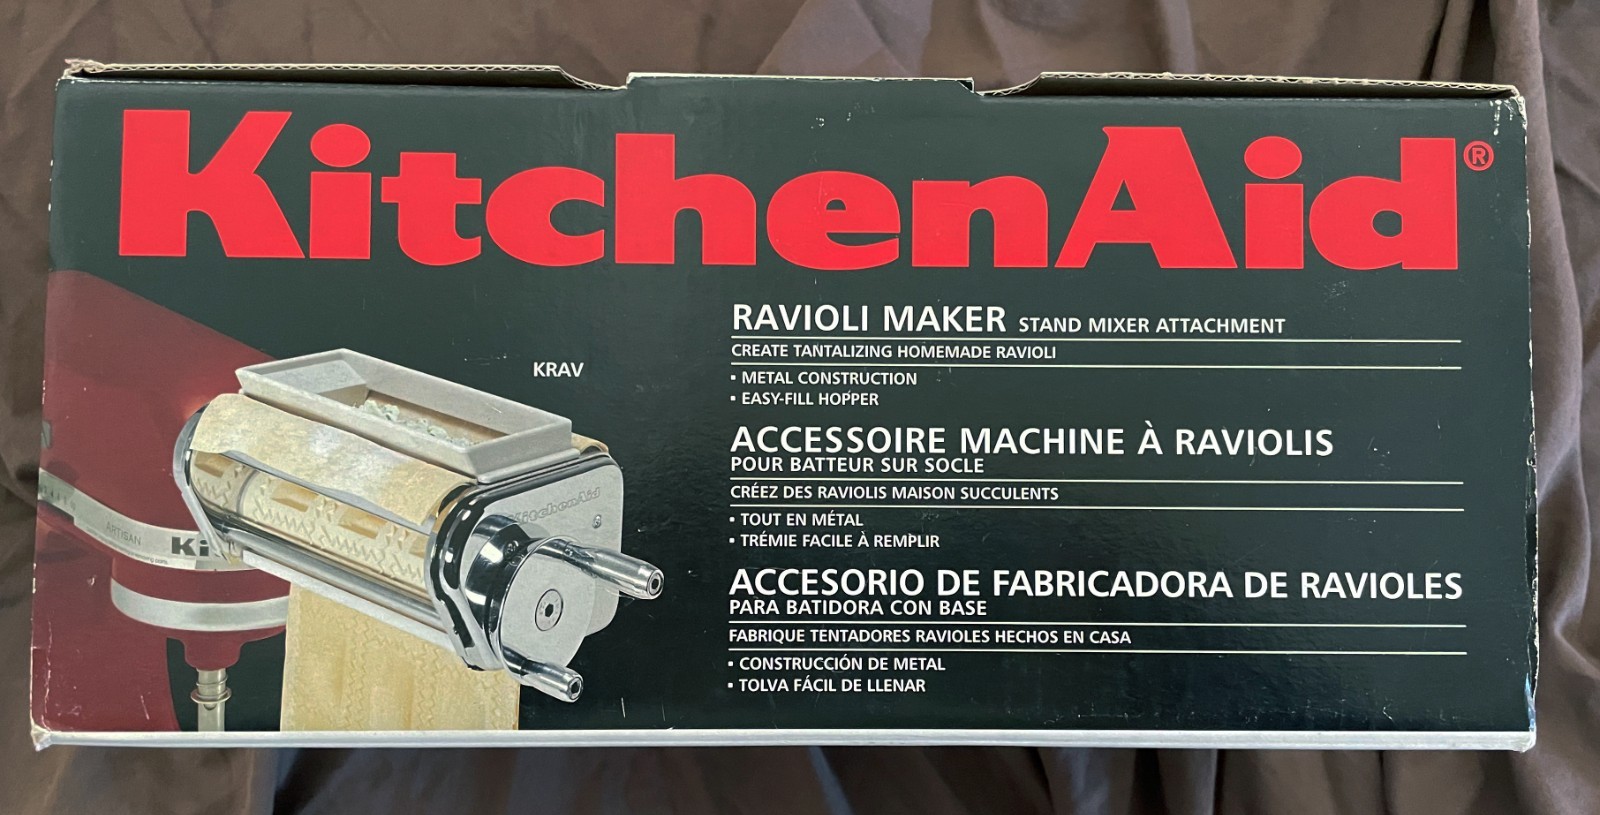 KitchenAid®
RAVIOLI MAKER STAND MIXER ATTACHMENT
CREATE TANTALIZING HOMEMADE RAVIOLI
▪ METAL CONSTRUCTION
▪ EASY-FILL HOPPER
KRAV
ACCESSOIRE MACHINE À RAVIOLIS
POUR BATTEUR SUR SOCLE
CRÉEZ DES RAVIOLIS MAISON SUCCULENTS
▪ TOUT EN MÉTAL
▪ TRÉMIE FACILE À REMPLIR
ACCESORIO DE FABRICADORA DE RAVIOLES
PARA BATIDORA CON BASE
FABRIQUE TENTADORES RAVIOLES HECHOS EN CASA
▪ CONSTRUCCIÓN DE METAL
▪ TOLVA FÁCIL DE LLENAR
KitchenAid
ARTISAN
Ki